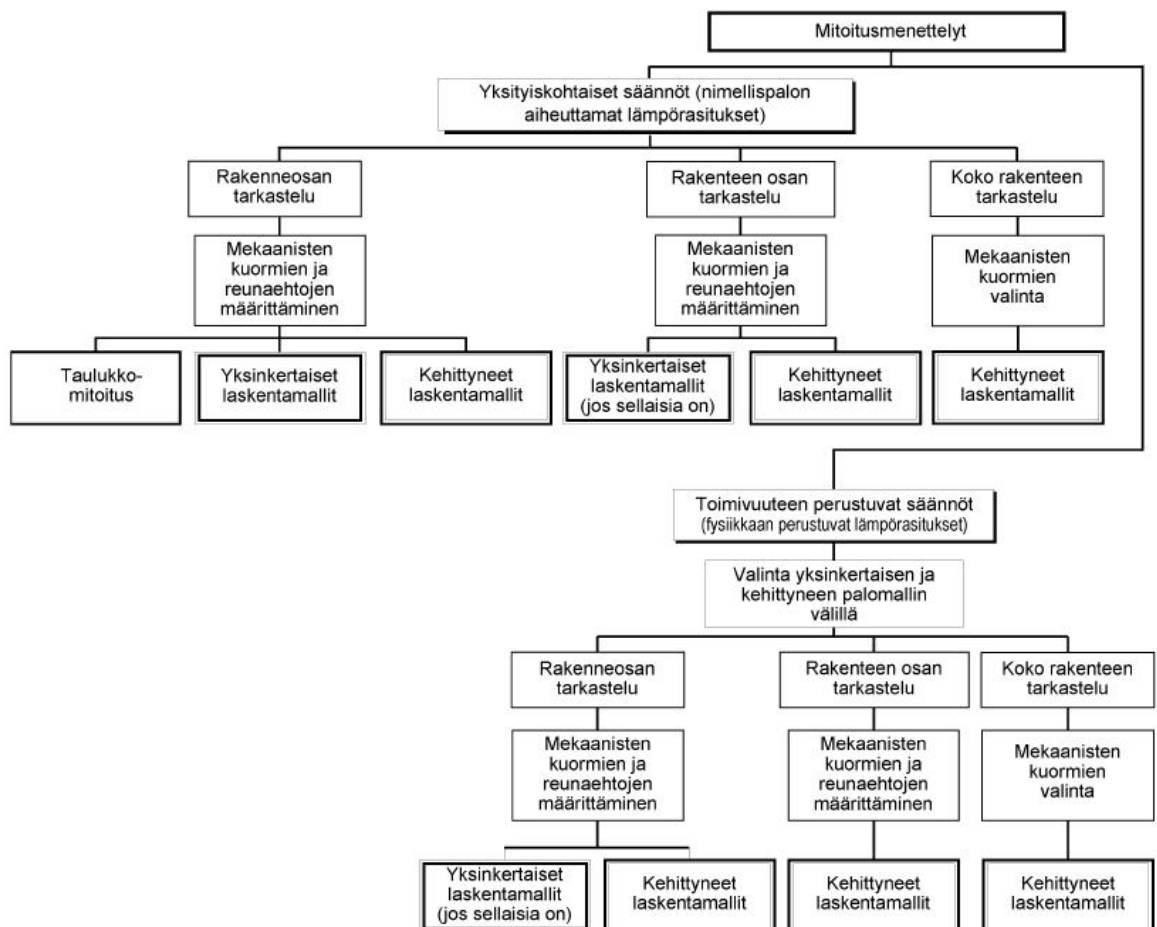 Mitoitusmenettelyt
Yksityiskohtaiset säännöt (nimellispalon
aiheuttamat lämpörasitukset)
Rakenneosan
tarkastelu
Rakenteen osan
tarkastelu
Koko rakenteen
tarkastelu
Mekaanisten
kuormien ja
reunaehtojen
määrittäminen
Mekaanisten
kuormien ja
reunaehtojen
määrittäminen
Mekaanisten
kuormien
valinta
Taulukko-
mitoitus
Yksinkertaiset
laskentamallit
Kehittyneet
laskentamallit
Yksinkertaiset
laskentamallit
(jos sellaisia on)
Kehittyneet
laskentamallit
Kehittyneet
laskentamallit
Toimivuuteen perustuvat säännöt
(fysiikkaan perustuvat lämpörasitukset)
Valinta yksinkertaisen ja
kehittyneen palomallin
välillä
Rakenneosan
tarkastelu
Rakenteen osan
tarkastelu
Koko rakenteen
tarkastelu
Mekaanisten
kuormien ja
reunaehtojen
määrittäminen
Mekaanisten
kuormien ja
reunaehtojen
määrittäminen
Mekaanisten
kuormien
valinta
Yksinkertaiset
laskentamallit
(jos sellaisia on)
Kehittyneet
laskentamallit
Kehittyneet
laskentamallit
Kehittyneet
laskentamallit